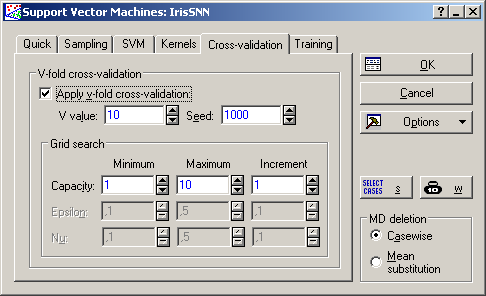 Support Vector Machines: IrisSNN
Quick Sampling SVM Kernels Cross-validation Training
V-fold cross-validation
Apply v-fold cross-validation:
V value: 10 Seed: 1000
Grid search
Minimum Maximum Increment
Capacity: 1 10 1
Epsilon: ,1 ,5 ,1
Nu: ,1 ,5 ,1
OK
Cancel
Options
SELECT CASES S W
MD deletion
Casewise
Mean substitution